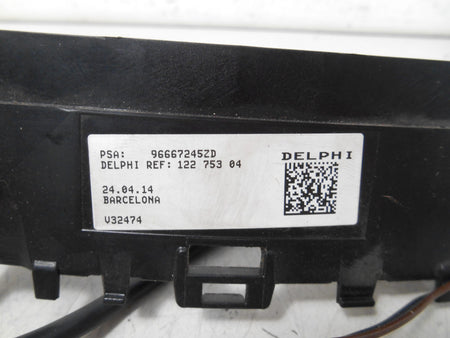 PSA: 96667245ZD
DELPHI
DELPHI REF: 122 753 04
24.04.14
BARCELONA
V32474